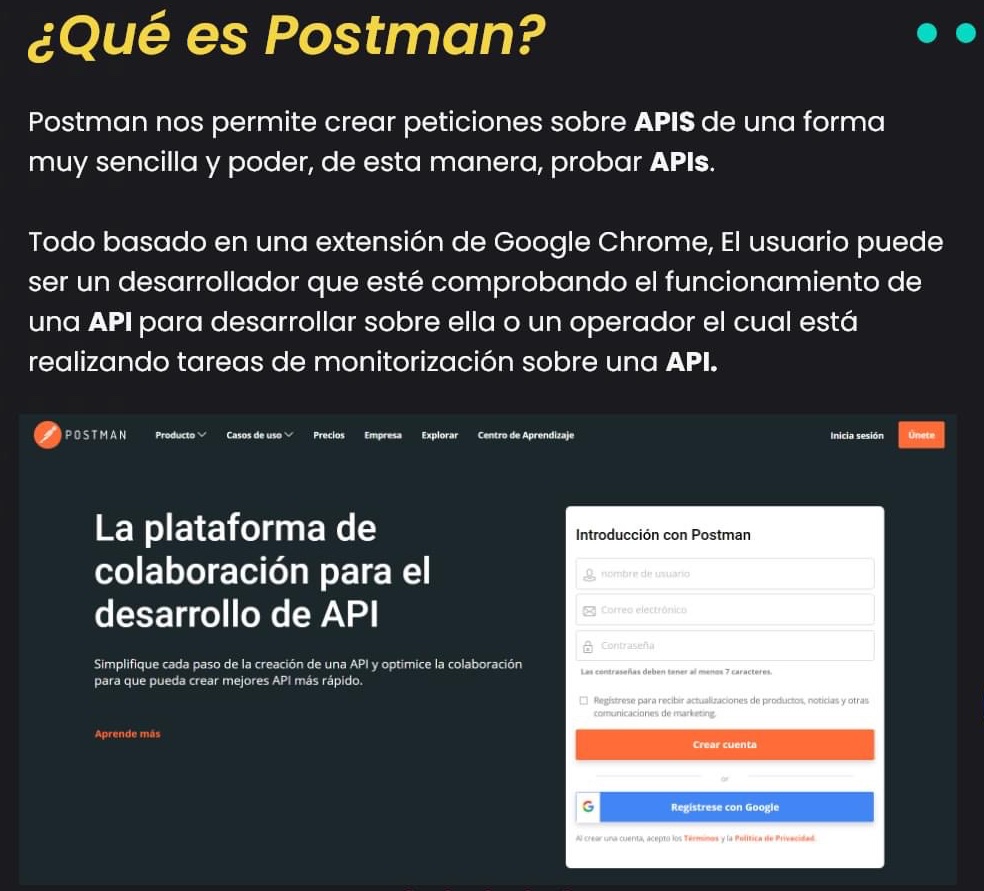 ¿Qué es Postman?
Postman nos permite crear peticiones sobre APIS de una forma
muy sencilla y poder, de esta manera, probar APIs.
Todo basado en una extensión de Google Chrome, El usuario puede
ser un desarrollador que esté comprobando el funcionamiento de
una API para desarrollar sobre ella o un operador el cual está
realizando tareas de monitorización sobre una API.
POSTMAN Producto Casos de uso Precios Empresa Explorar Centro de Aprendizaje Inicia sesión Únete
La plataforma de
colaboración para el
desarrollo de API
Simplifique cada paso de la creación de una API y optimice la colaboración
para que pueda crear mejores API más rápido.
Aprende más
Introducción con Postman
nombre de usuario
Correo electrónico
Contraseña
Las contraseñas deben tener al menos 7 caracteres.
Regístrese para recibir actualizaciones de productos, noticias y otras
comunicaciones de marketing.
Crear cuenta
or
G Regístrese con Google
Al crear una cuenta, acepto los Términos y la Política de Privacidad.